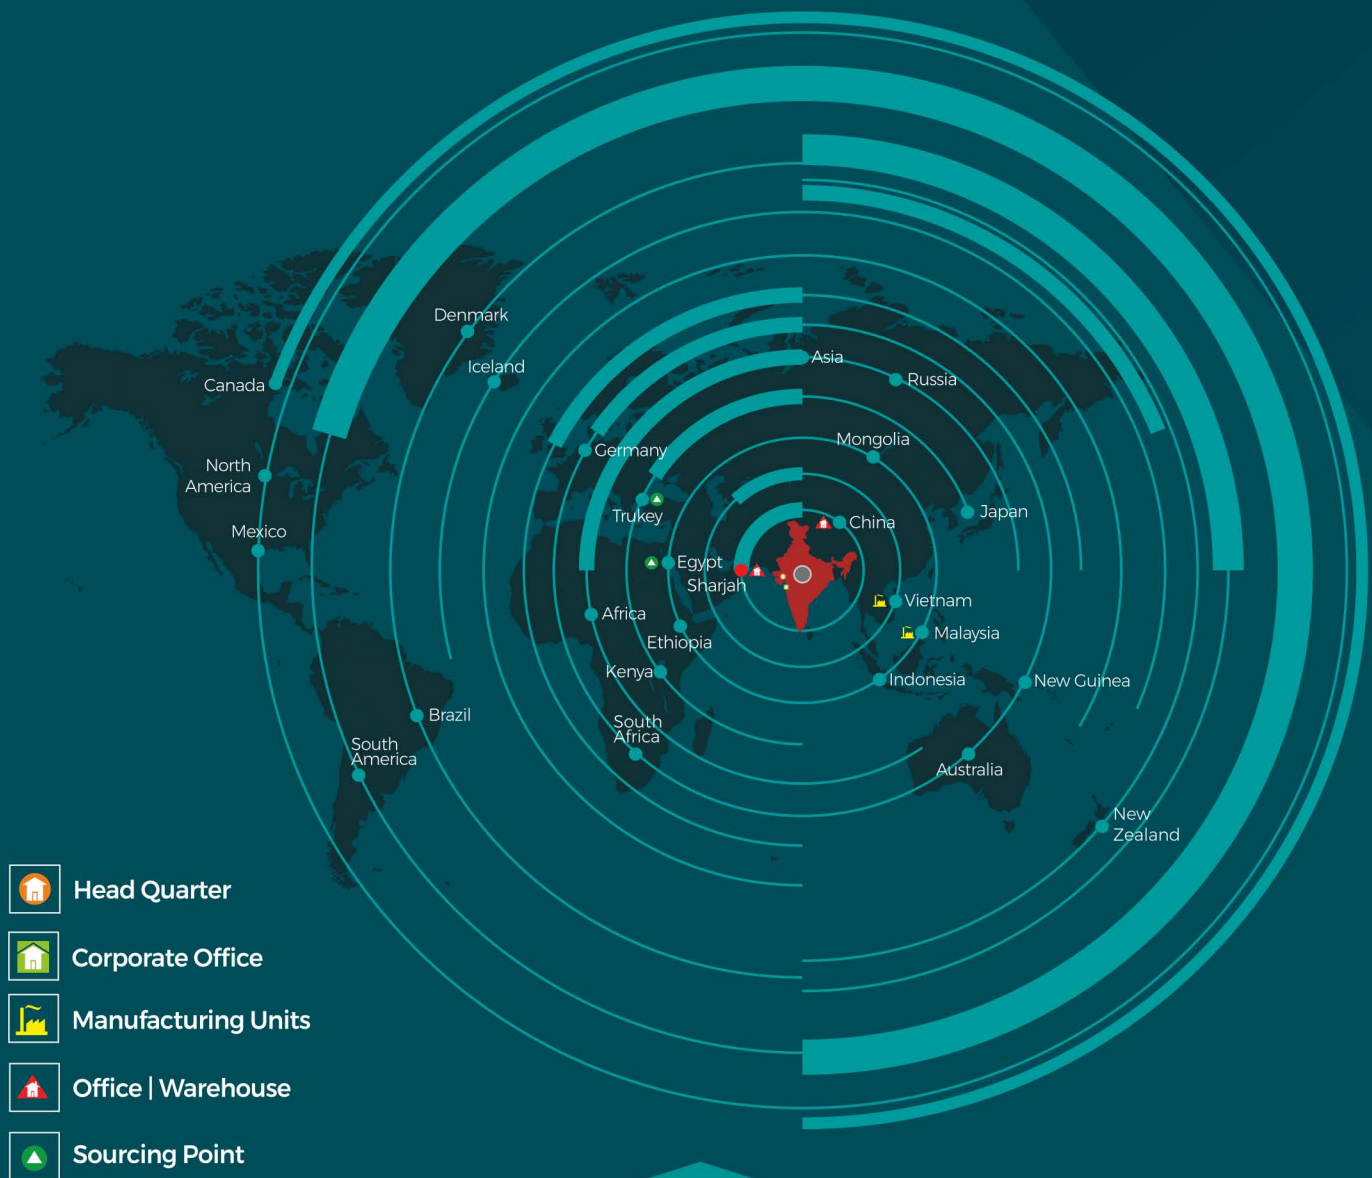 Denmark
Iceland
Canada
Asia
Russia
Germany
Mongolia
North
America
Trukey
Japan
China
Mexico
Egypt
Sharjah
Vietnam
Africa
Malaysia
Ethiopia
Kenya
Indonesia
New Guinea
Brazil
South
Africa
South
America
Australia
New
Zealand
Head Quarter
Corporate Office
Manufacturing Units
Office | Warehouse
Sourcing Point